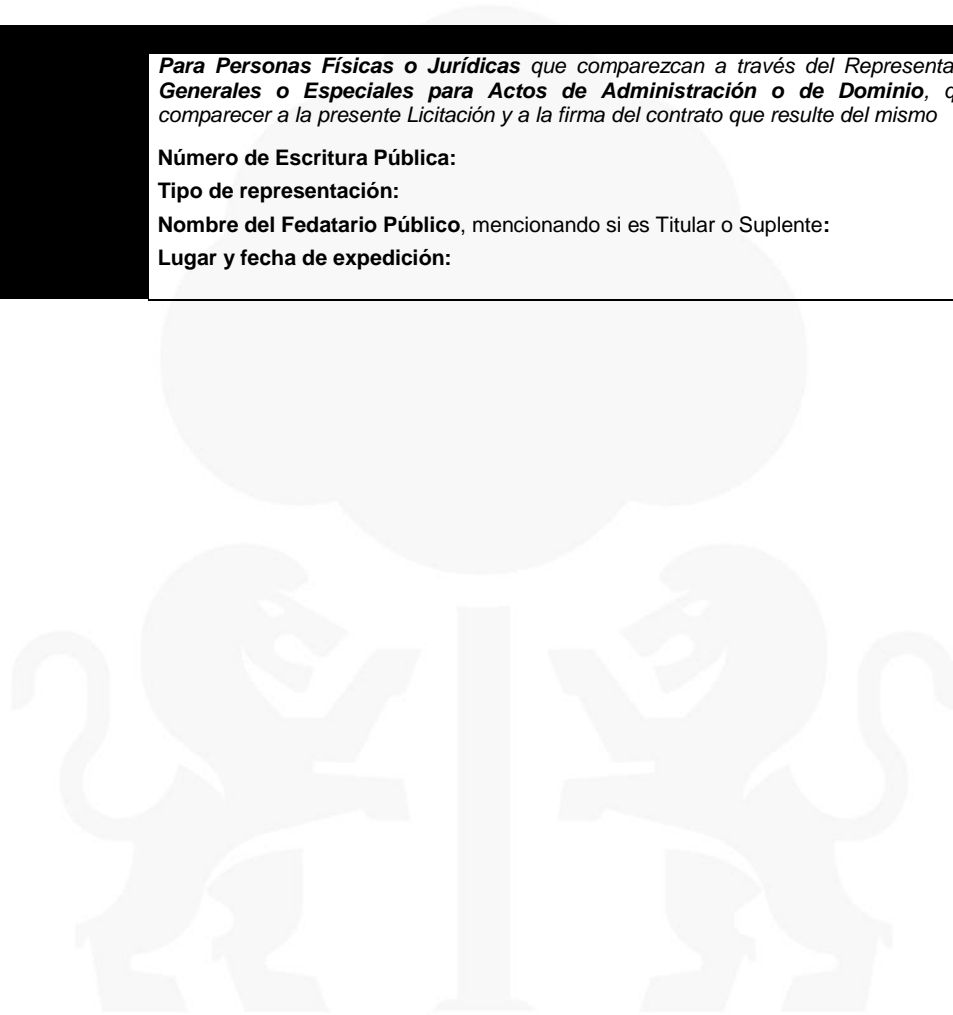 Para Personas Físicas o Jurídicas que comparezcan a través del Representa
Generales o Especiales para Actos de Administración o de Dominio, q
comparecer a la presente Licitación y a la firma del contrato que resulte del mismo
Número de Escritura Pública:
Tipo de representación:
Nombre del Fedatario Público, mencionando si es Titular o Suplente:
Lugar y fecha de expedición: